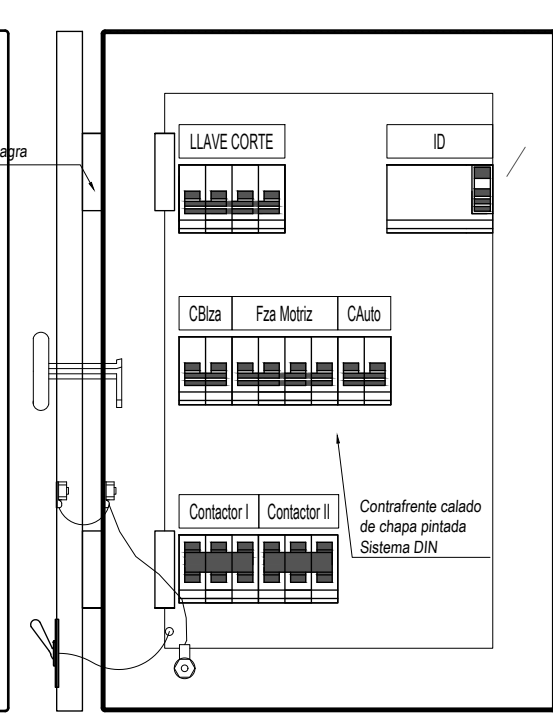 LLAVE CORTE
ID
agra
CBlza
Fza Motriz
CAuto
Contactor I
Contactor II
Contrafrente calado
de chapa pintada
Sistema DIN